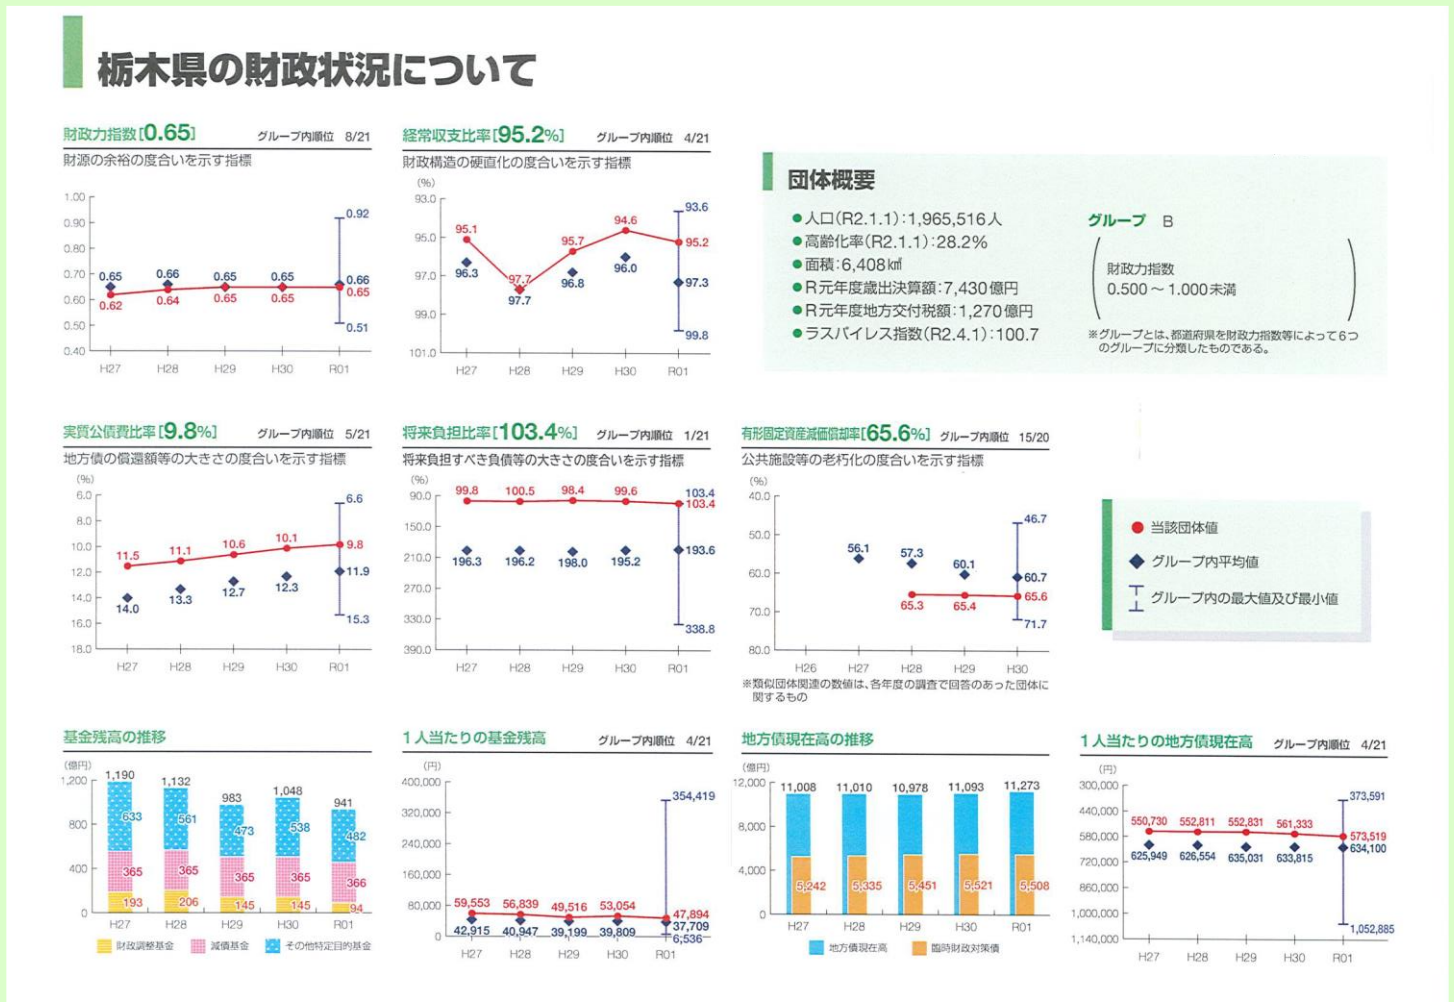 栃木県の財政状況について
財政力指数[0.65] グループ内順位 8/21
財源の余裕の度合いを示す指標
1.00
0.90
0.80
0.70
0.60
0.50
0.40
0.92
0.65 0.66 0.65 0.65 0.66
0.62 0.64 0.65 0.65 0.65
0.51
H27 H28 H29 H30 R01
経常収支比率[95.2%] グループ内順位 4/21
財政構造の硬直化の度合いを示す指標
(%)
93.0
95.0
97.0
99.0
101.0
93.6
95.1 97.7 95.7 94.6 95.2
96.3 97.7 96.8 96.0 97.3
99.8
H27 H28 H29 H30 R01
団体概要
●人口(R2.1.1):1,965,516人
●高齢化率(R2.1.1):28.2%
●面積:6,408㎢
●R元年度歳出決算額:7,430億円
●R元年度地方交付税額:1,270億円
●ラスパイレス指数(R2.4.1):100.7
グループ B
財政力指数
0.500～1.000未満
※グループとは、都道府県を財政力指数等によって6つ
のグループに分類したものである。
実質公債費比率[9.8%] グループ内順位 5/21
地方債の償還額等の大きさの度合いを示す指標
(%)
6.0
8.0
10.0
12.0
14.0
16.0
18.0
6.6
11.5 11.1 10.6 10.1 9.8
14.0 13.3 12.7 12.3 11.9
15.3
H27 H28 H29 H30 R01
将来負担比率[103.4%] グループ内順位 1/21
将来負担すべき負債等の大きさの度合いを示す指標
(%)
90.0
150.0
210.0
270.0
330.0
390.0
103.4
99.8 100.5 98.4 99.6 103.4
196.3 196.2 198.0 195.2 193.6
338.8
H27 H28 H29 H30 R01
有形固定資産減価償却率[65.6%] グループ内順位 15/20
公共施設等の老朽化の度合いを示す指標
(%)
40.0
50.0
60.0
70.0
80.0
46.7
56.1 57.3 60.1 60.7
65.3 65.4 65.6
71.7
H26 H27 H28 H29 H30
※類似団体関連の数値は、各年度の調査で回答のあった団体に
関するもの
当該団体値
グループ内平均値
グループ内の最大値及び最小値
基金残高の推移
(億円)
1,200
800
400
0
1,190 1,132 983 1,048 941
633 561 473 538 482
365 365 365 365 366
193 206 145 145 94
H27 H28 H29 H30 R01
財政調整基金 減債基金 その他特定目的基金
1人当たりの基金残高 グループ内順位 4/21
(円)
400,000
320,000
240,000
160,000
80,000
0
354,419
59,553 56,839 49,516 53,054 47,894
42,915 40,947 39,199 39,809 37,709
6,536
H27 H28 H29 H30 R01
地方債現在高の推移
(億円)
12,000
8,000
4,000
0
11,008 11,010 10,978 11,093 11,273
5,242 5,335 5,451 5,521 5,508
H27 H28 H29 H30 R01
地方債現在高 臨時財政対策債
1人当たりの地方債現在高 グループ内順位 4/21
(円)
300,000
440,000
580,000
720,000
860,000
1,000,000
1,140,000
373,591
550,730 552,811 552,831 561,333 573,519
625,949 626,554 635,031 633,815 634,100
1,052,885
H27 H28 H29 H30 R01